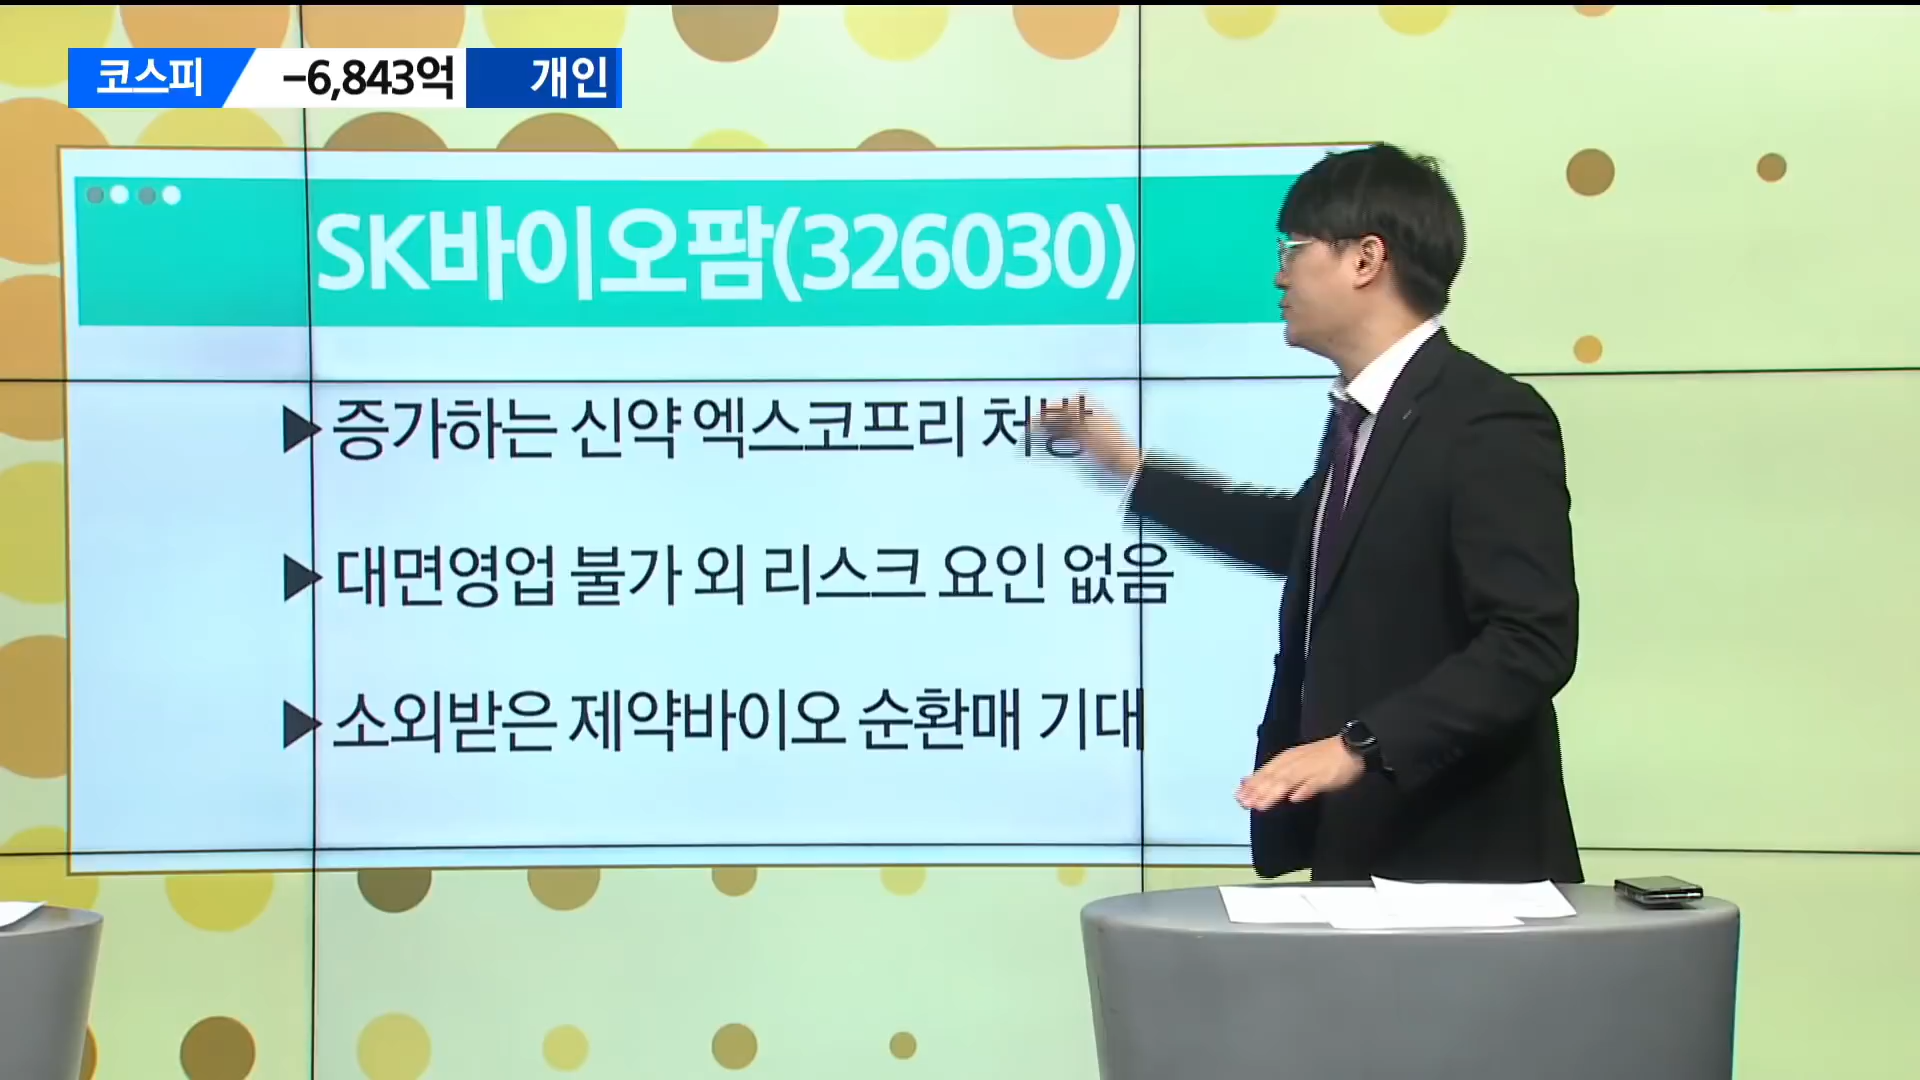 코스피 -6,843억 개인
SK바이오팜(326030)
▶증가하는 신약 엑스코프리 처방
▶대면영업 불가 외 리스크 요인 없음
▶소외받은 제약바이오 순환매 기대